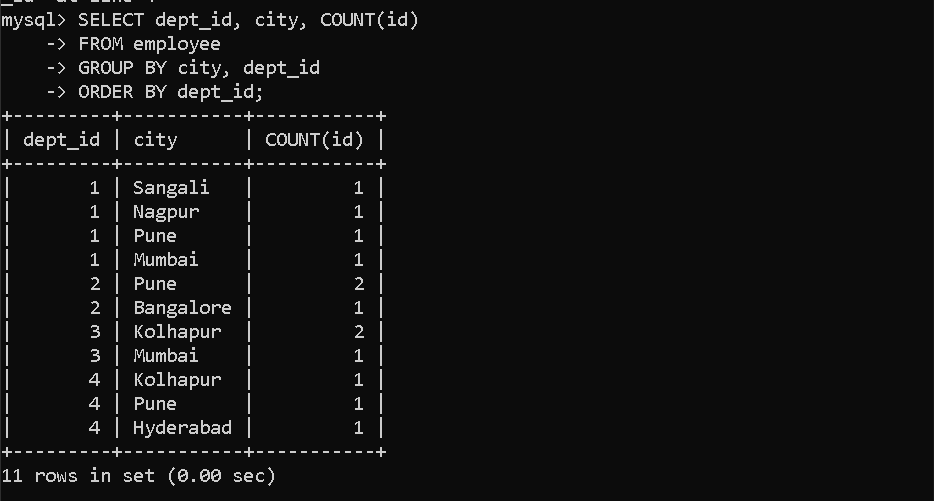 mysql> SELECT dept_id, city, COUNT(id)
    -> FROM employee
    -> GROUP BY city, dept_id
    -> ORDER BY dept_id;
+---------+-----------+-----------+
| dept_id | city      | COUNT(id) |
+---------+-----------+-----------+
|       1 | Sangali   |         1 |
|       1 | Nagpur    |         1 |
|       1 | Pune      |         1 |
|       1 | Mumbai    |         1 |
|       2 | Pune      |         2 |
|       2 | Bangalore |         1 |
|       3 | Kolhapur  |         2 |
|       3 | Mumbai    |         1 |
|       4 | Kolhapur  |         1 |
|       4 | Pune      |         1 |
|       4 | Hyderabad |         1 |
+---------+-----------+-----------+
11 rows in set (0.00 sec)